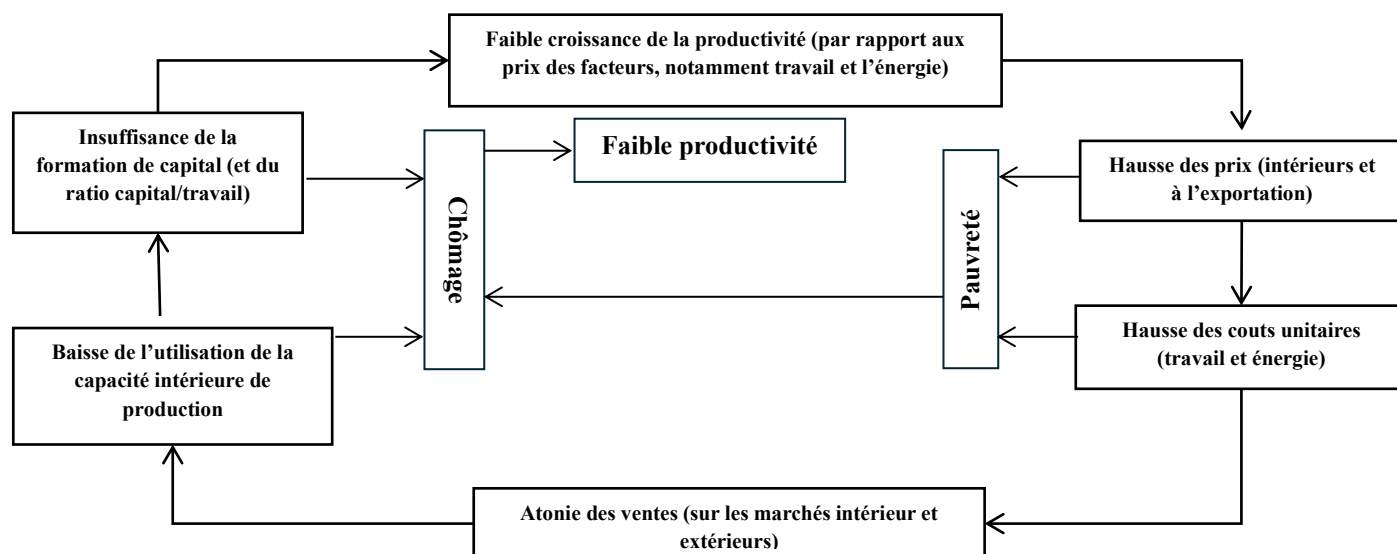 Faible croissance de la productivité (par rapport aux
prix des facteurs, notamment travail et l’énergie)
Insuffisance de la
formation de capital (et du
ratio capital/travail)
Chômage
Faible productivité
Pauvreté
Hausse des prix (intérieurs et
à l’exportation)
Baisse de l’utilisation de la
capacité intérieure de
production
Hausse des couts unitaires
(travail et énergie)
Atonie des ventes (sur les marchés intérieur et
extérieurs)